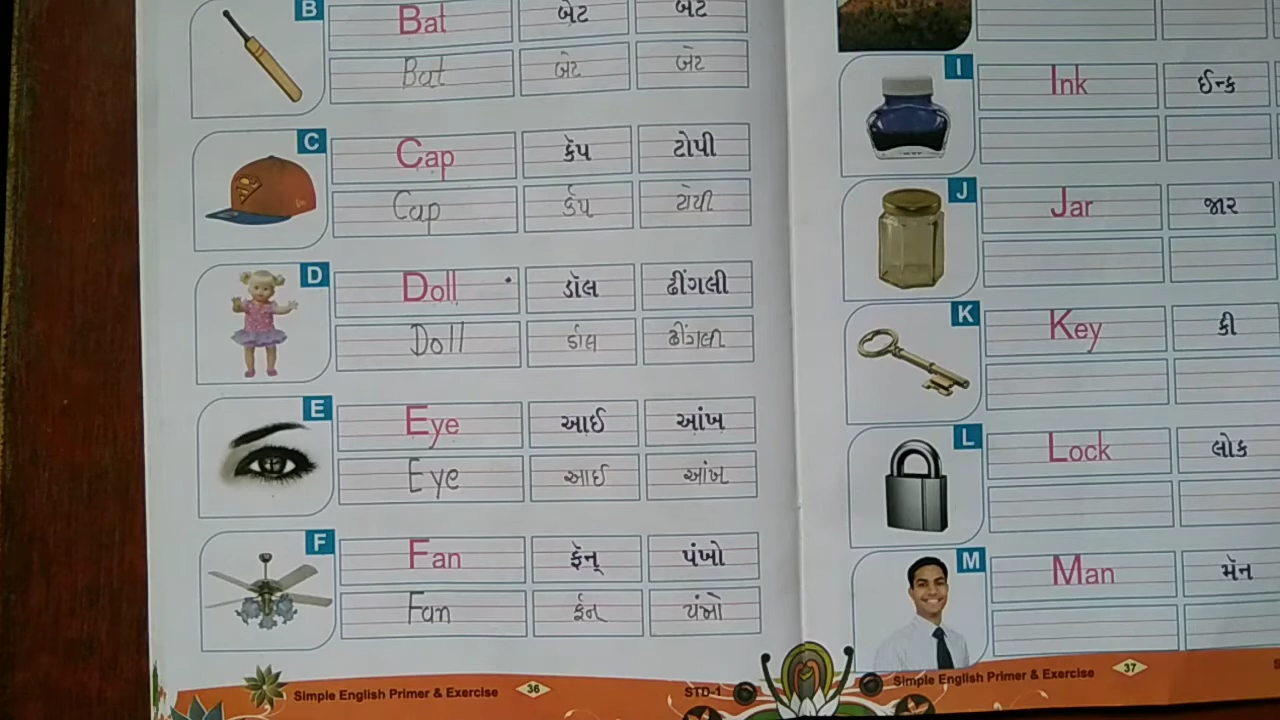 B Bat બેટ બેટ
Bat બેટ બેટ
C Cap કૅપ ટોપી
Cap કૅપ ટોપી
D Doll ડૉલ ઢીંગલી
Doll ડૉલ ઢીંગલી
E Eye આઈ આંખ
Eye આઈ આંખ
F Fan ફૅન્ પંખો
Fan ફૅન્ પંખો
Simple English Primer & Exercise 36 STD-1
I Ink ઈન્ક
J Jar જાર
K Key કી
L Lock લોક
M Man મૅન
Simple English Primer & Exercise 37